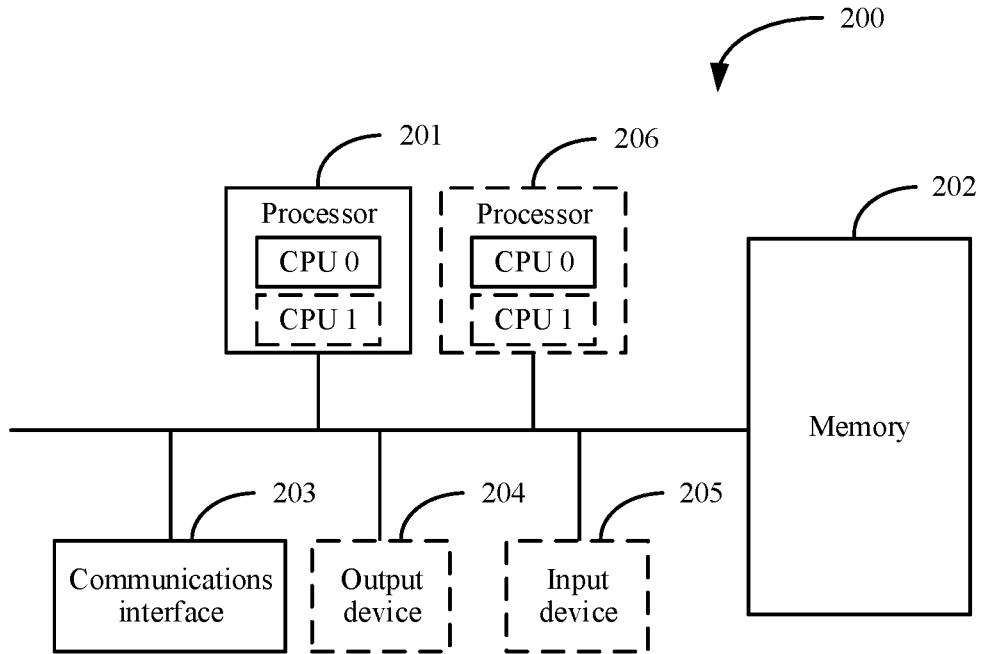 200
201
206
202
Processor
Processor
CPU 0
CPU 0
CPU 1
CPU 1
Memory
203
204
205
Communications
interface
Output
device
Input
device